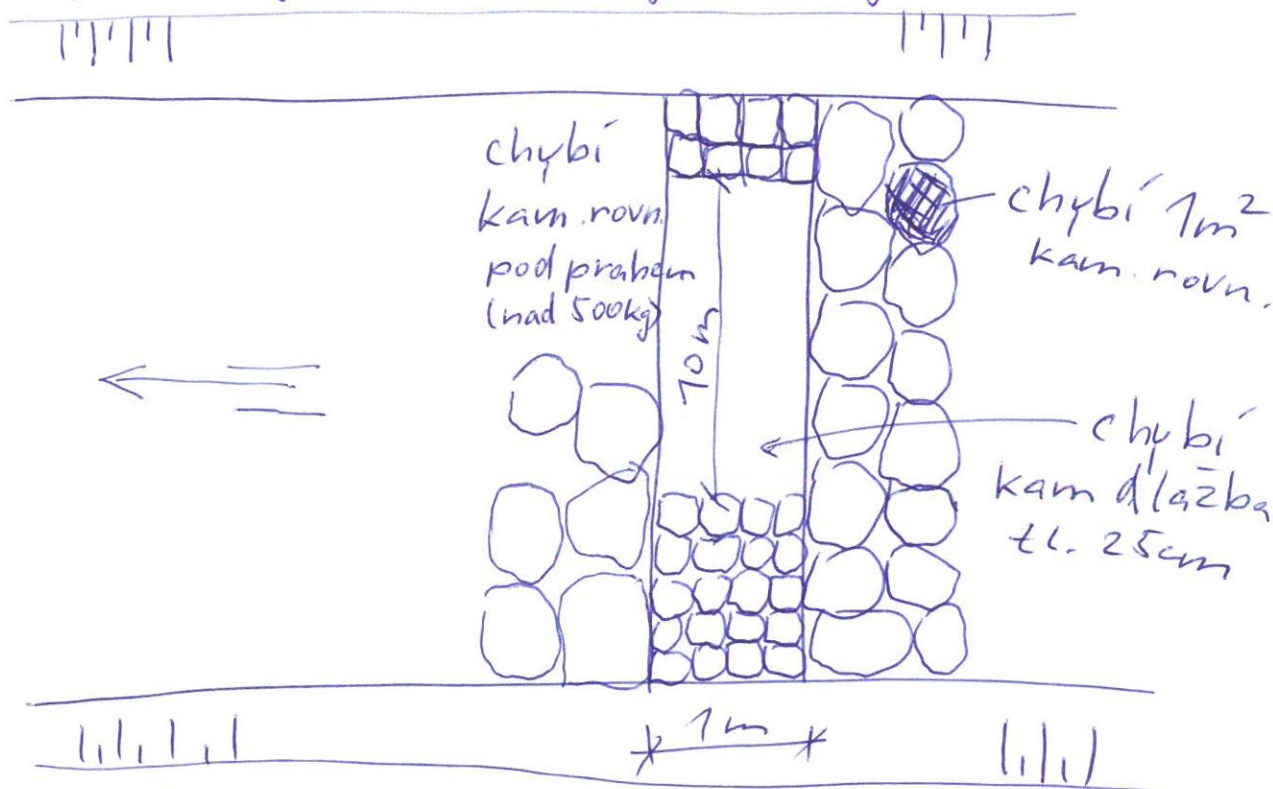 chybí
kam. rovn.
pod prahem
(nad 500kg)
10m
chybí 1m²
kam. rovn.
chybí
kam dlažba
tl. 25cm
1m